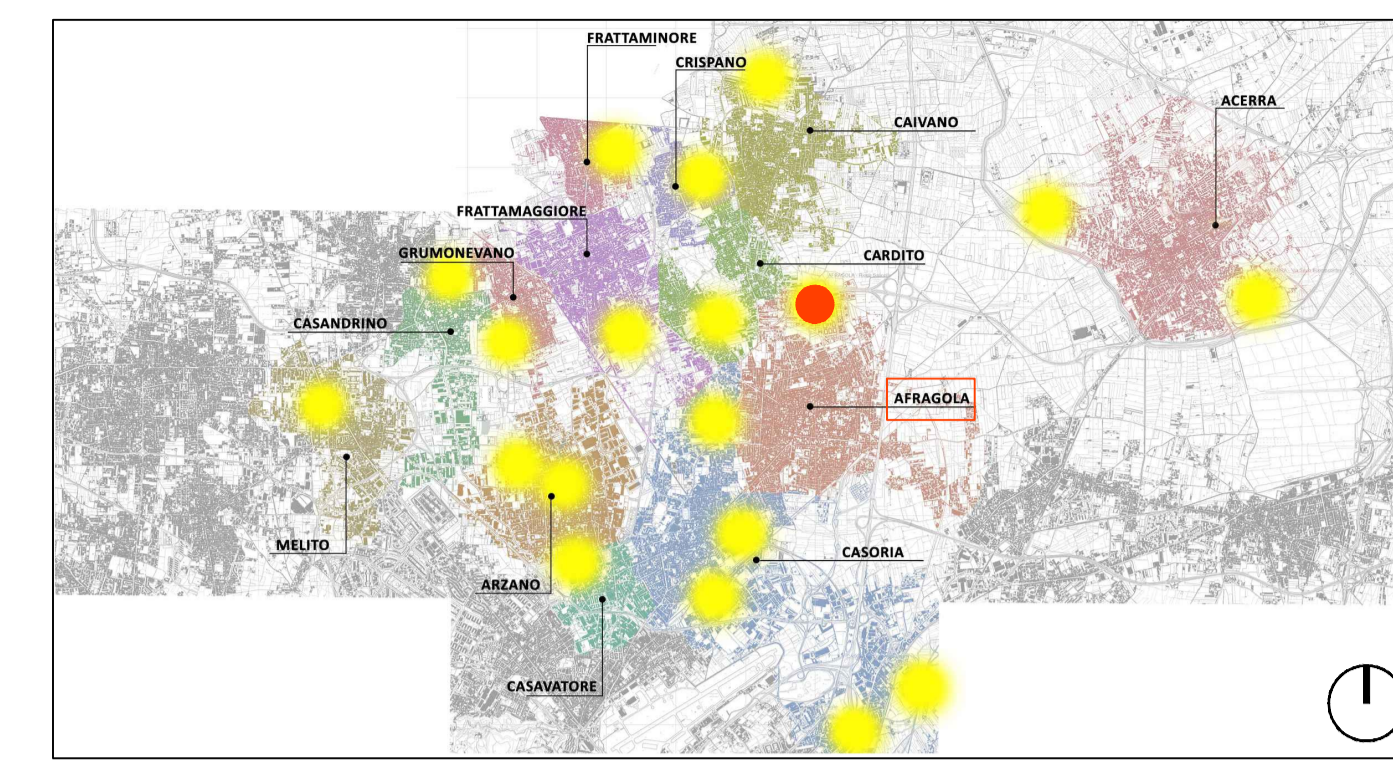 FRATTAMINORE
CRISPANO
ACERRA
CAIVANO
FRATTAMAGGIORE
GRUMONEVANO
CARDITO
CASANDRINO
AFRAGOLA
MELITO
CASORIA
ARZANO
CASAVATORE